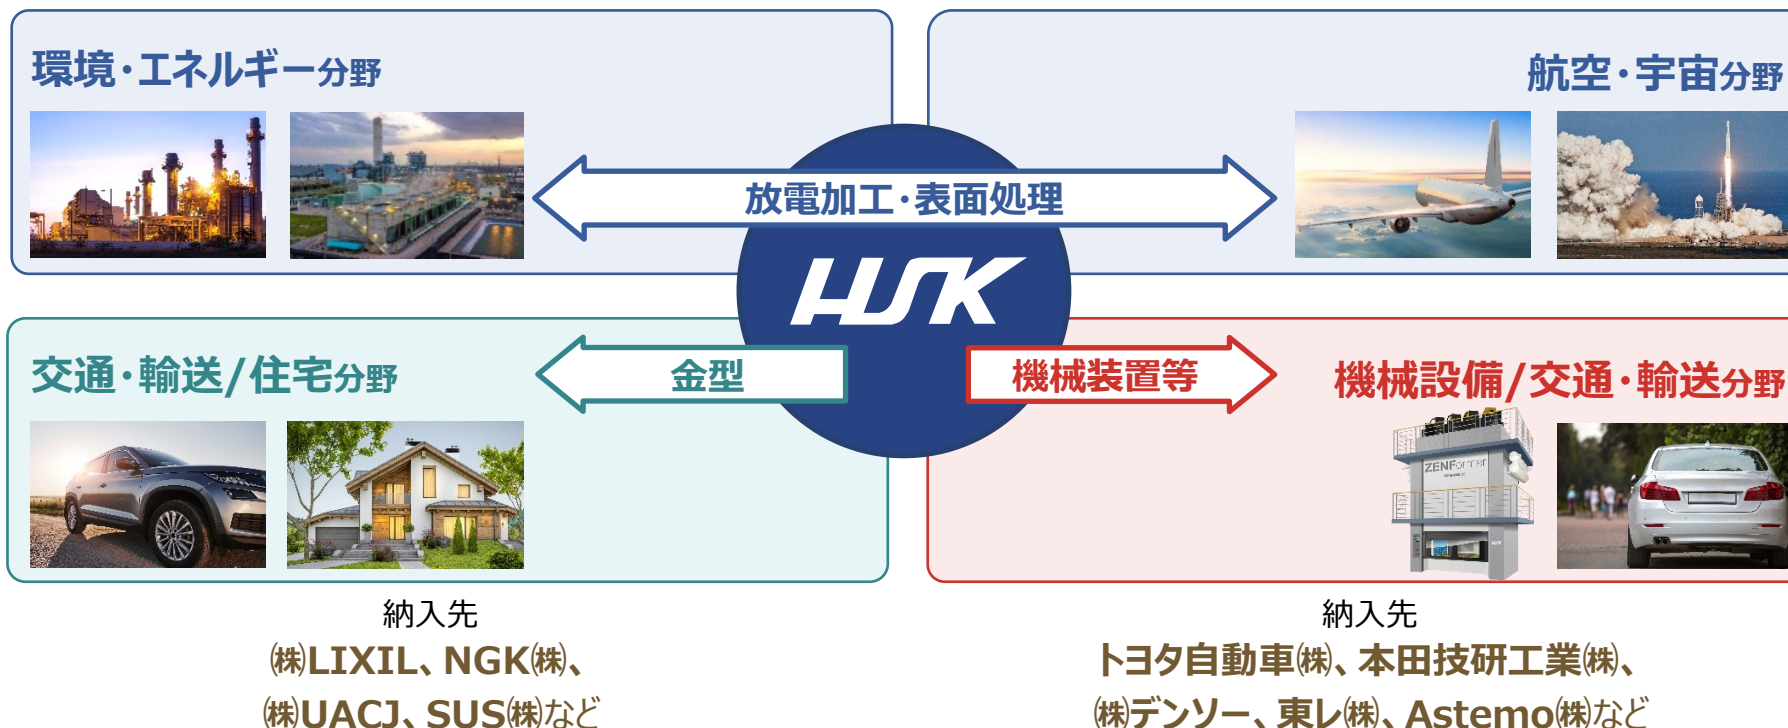 環境・エネルギー分野
航空・宇宙分野
放電加工・表面処理
HSK
交通・輸送/住宅分野
金型
機械装置等
機械設備/交通・輸送分野
ZENFormer
HSK
納入先
㈱LIXIL、NGK㈱、
㈱UACJ、SUS㈱など
納入先
トヨタ自動車㈱、本田技研工業㈱、
㈱デンソー、東レ㈱、Astemo㈱など